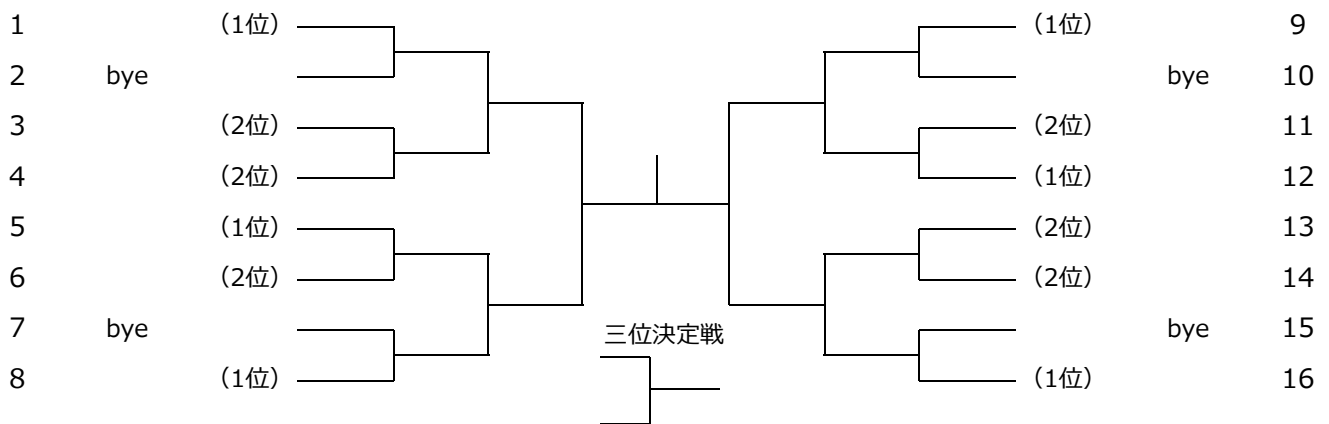 1 (1位) (1位) 9
2 bye bye 10
3 (2位) (2位) 11
4 (2位) (1位) 12
5 (1位) (2位) 13
6 (2位) (2位) 14
7 bye bye 15
三位決定戦
8 (1位) (1位) 16